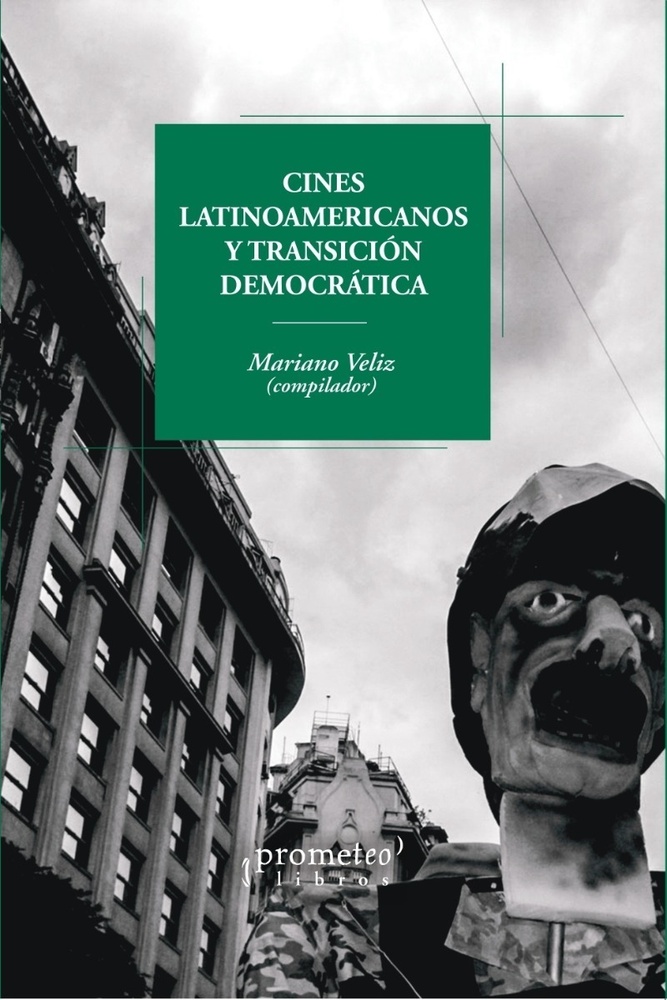 CINES
LATINOAMERICANOS
Y TRANSICIÓN
DEMOCRÁTICA
Mariano Veliz
(compilador)
prometeo
libros